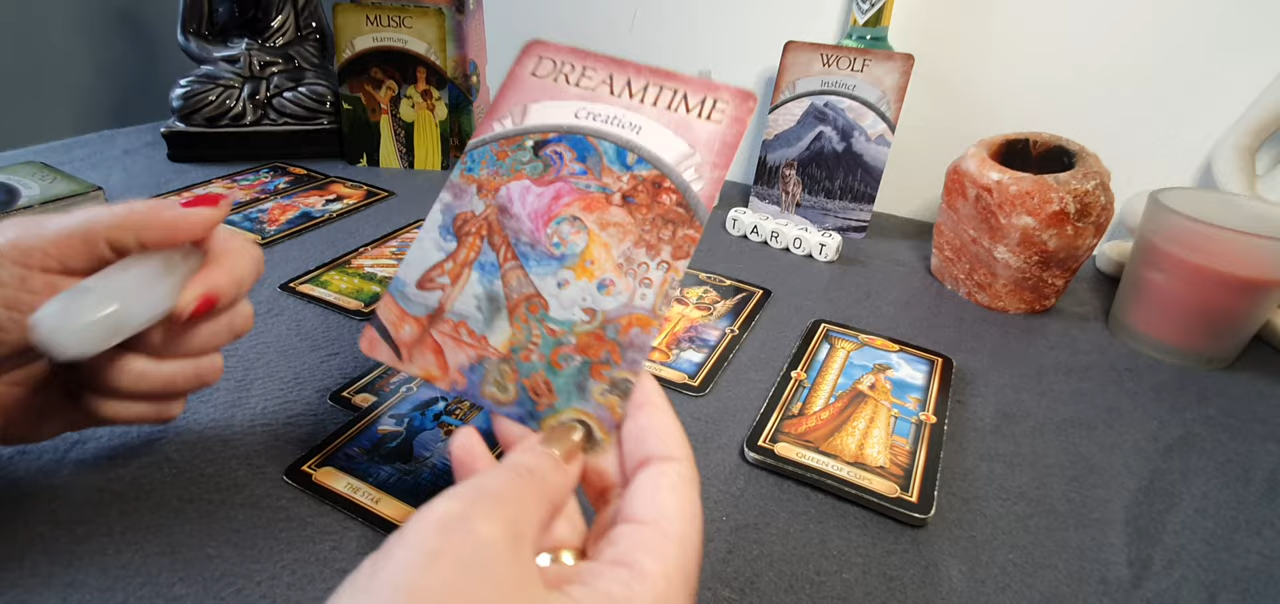 MUSIC
Harmony
DREAMTIME
Creation
WOLF
Instinct
TAROT
THE STAR
QUEEN OF CUPS